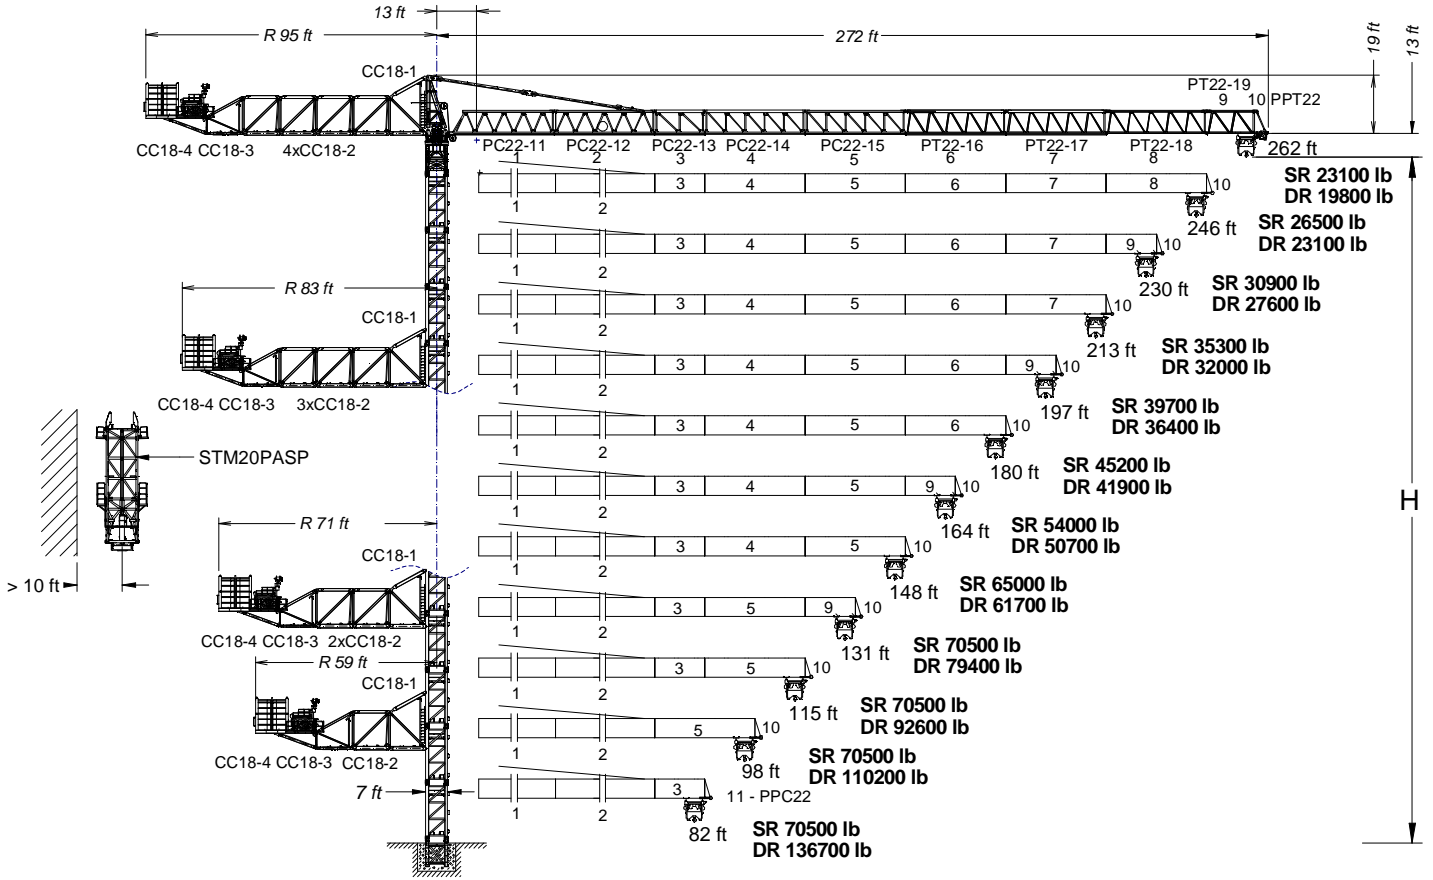 13 ft
R 95 ft
272 ft
19 ft
13 ft
CC18-1
PT22-19
9
10
PPT22
CC18-4 CC18-3 4xCC18-2
PC22-11 PC22-12 PC22-13 PC22-14 PC22-15 PT22-16 PT22-17 PT22-18
1 2 3 4 5 6 7 8
262 ft
SR 23100 lb
DR 19800 lb
3 4 5 6 7 8 10
1 2
246 ft
SR 26500 lb
DR 23100 lb
3 4 5 6 7 9 10
1 2
230 ft
SR 30900 lb
DR 27600 lb
R 83 ft
CC18-1
CC18-4 CC18-3 3xCC18-2
3 4 5 6 7 10
1 2
213 ft
SR 35300 lb
DR 32000 lb
3 4 5 6 9 10
1 2
197 ft
SR 39700 lb
DR 36400 lb
3 4 5 6 10
1 2
180 ft
SR 45200 lb
DR 41900 lb
STM20PASP
> 10 ft
H
3 4 5 9 10
1 2
164 ft
SR 54000 lb
DR 50700 lb
R 71 ft
CC18-1
CC18-4 CC18-3 2xCC18-2
3 4 5 10
1 2
148 ft
SR 65000 lb
DR 61700 lb
3 5 9 10
1 2
131 ft
SR 70500 lb
DR 79400 lb
R 59 ft
CC18-1
CC18-4 CC18-3 CC18-2
3 5 10
1 2
115 ft
SR 70500 lb
DR 92600 lb
5 10
1 2
98 ft
SR 70500 lb
DR 110200 lb
7 ft
3
11 - PPC22
1 2
82 ft
SR 70500 lb
DR 136700 lb